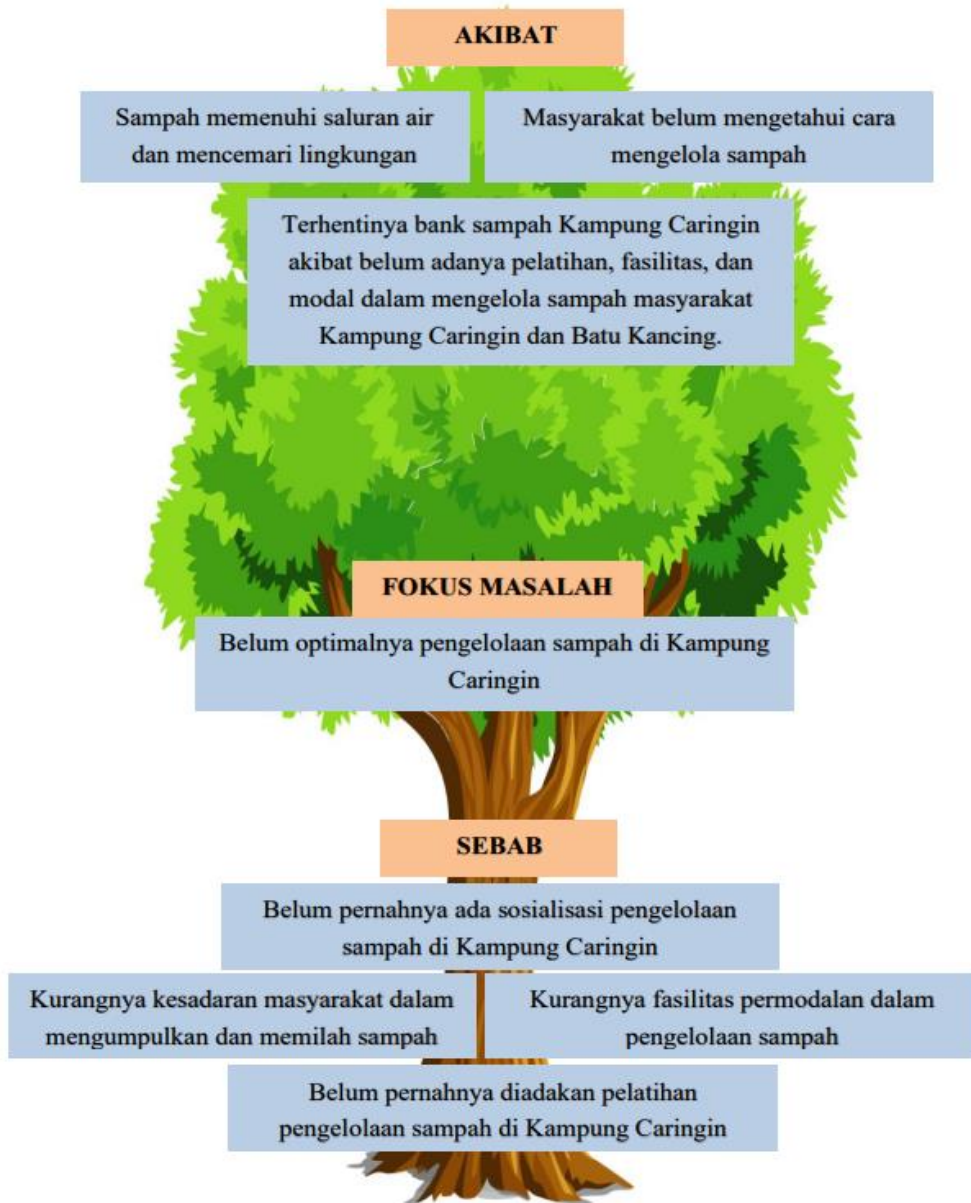 AKIBAT
Sampah memenuhi saluran air
dan mencemari lingkungan
Masyarakat belum mengetahui cara
mengelola sampah
Terhentinya bank sampah Kampung Caringin
akibat belum adanya pelatihan, fasilitas, dan
modal dalam mengelola sampah masyarakat
Kampung Caringin dan Batu Kancing.
FOKUS MASALAH
Belum optimalnya pengelolaan sampah di Kampung
Caringin
SEBAB
Belum pernahnya ada sosialisasi pengelolaan
sampah di Kampung Caringin
Kurangnya kesadaran masyarakat dalam
mengumpulkan dan memilah sampah
Kurangnya fasilitas permodalan dalam
pengelolaan sampah
Belum pernahnya diadakan pelatihan
pengelolaan sampah di Kampung Caringin